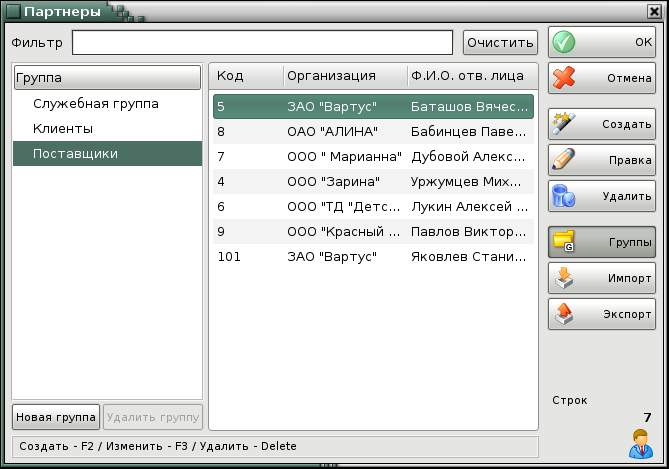 Партнеры
Фильтр
Очистить
OK
Отмена
Группа
Служебная группа
Клиенты
Поставщики
Код Организация Ф.И.О. отв. лица
5 ЗАО "Вартус" Баташов Вячес...
8 ОАО "АЛИНА" Бабинцев Паве...
7 ООО " Марианна" Дубовой Алекс...
4 ООО "Зарина" Уржумцев Мих...
6 ООО "ТД "Детс... Лукин Алексей ...
9 ООО "Красный ... Павлов Виктор...
101 ЗАО "Вартус" Яковлев Стани...
Создать
Правка
Удалить
G
Группы
Импорт
Экспорт
Строк
7
Новая группа
Удалить группу
Создать - F2 / Изменить - F3 / Удалить - Delete